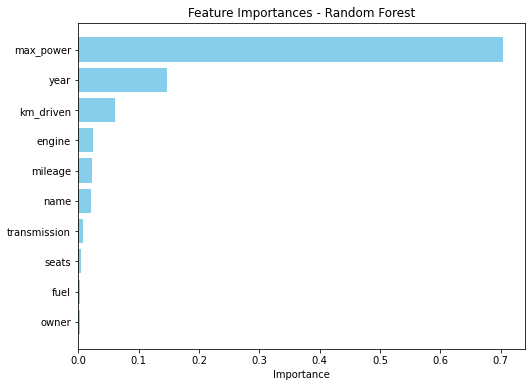 Feature Importances - Random Forest
max_power
year
km_driven
engine
mileage
name
transmission
seats
fuel
owner
0.0 0.1 0.2 0.3 0.4 0.5 0.6 0.7
Importance